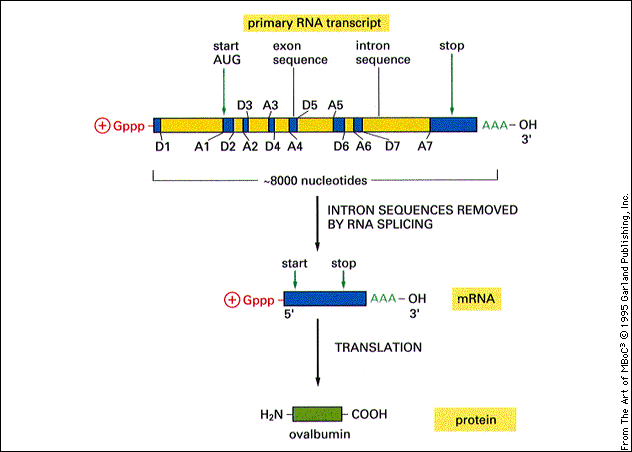 primary RNA transcript
start
AUG
exon
sequence
intron
sequence
stop
D3 A3 D5 A5
+ Gppp
AAA – OH
3'
D1 A1 D2 A2 D4 A4 D6 A6 D7 A7
~8000 nucleotides
INTRON SEQUENCES REMOVED
BY RNA SPLICING
start stop
+ Gppp
AAA – OH
5' 3'
mRNA
TRANSLATION
H₂N – – COOH
ovalbumin
protein
From The Art of MBoC³ © 1995 Garland Publishing, Inc.